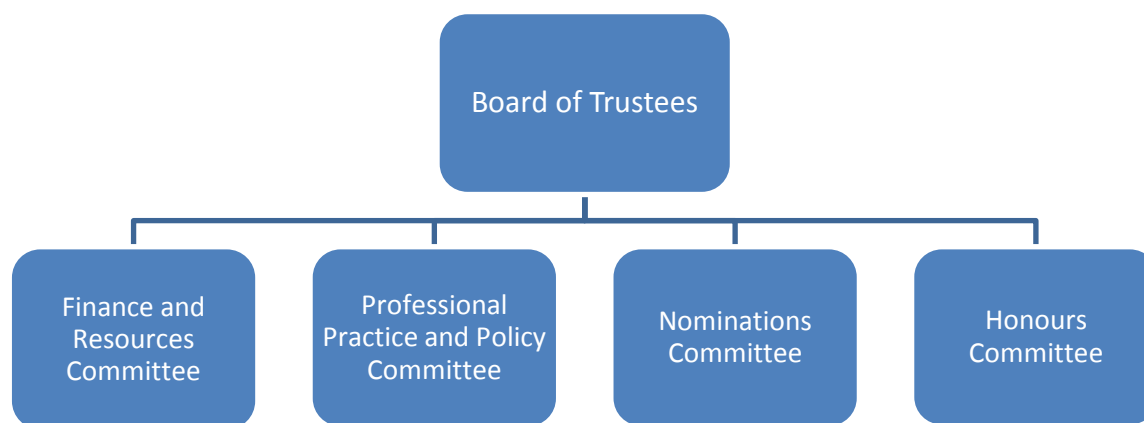 Board of Trustees
Finance and
Resources
Committee
Professional
Practice and Policy
Committee
Nominations
Committee
Honours
Committee